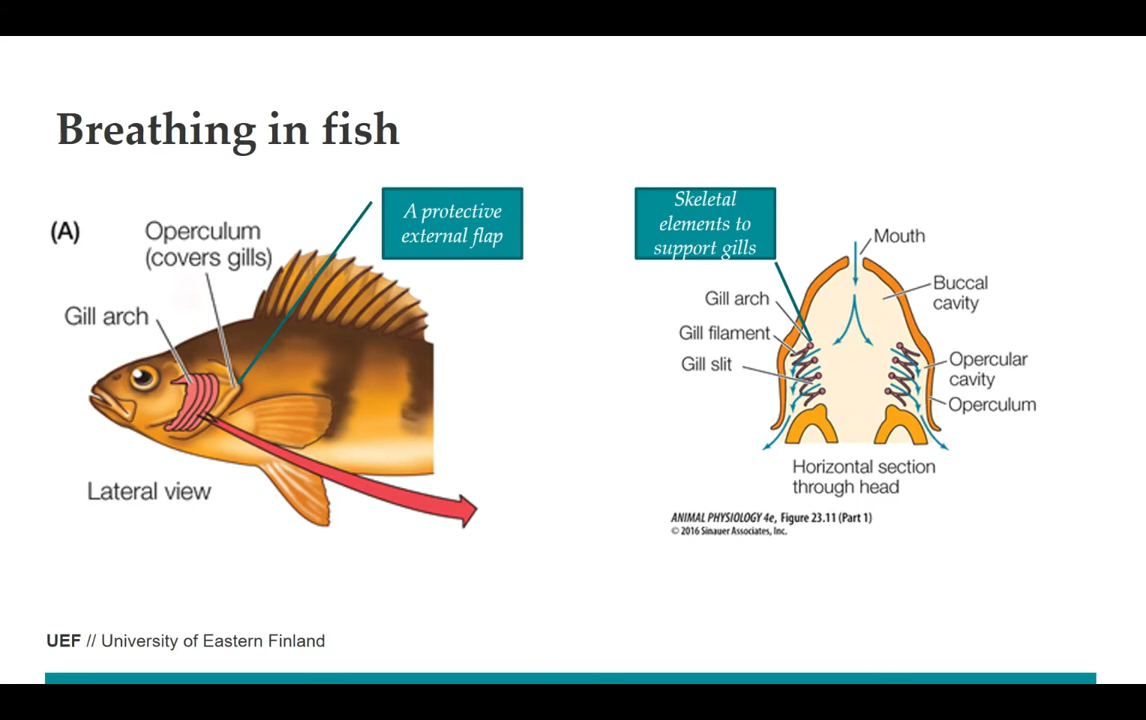 Breathing in fish
(A)
Operculum
(covers gills)
A protective
external flap
Gill arch
Lateral view
Skeletal
elements to
support gills
Mouth
Buccal
cavity
Gill arch
Gill filament
Gill slit
Opercular
cavity
Operculum
Horizontal section
through head
ANIMAL PHYSIOLOGY 4e, Figure 23.11 (Part 1)
© 2016 Sinauer Associates, Inc.
UEF // University of Eastern Finland